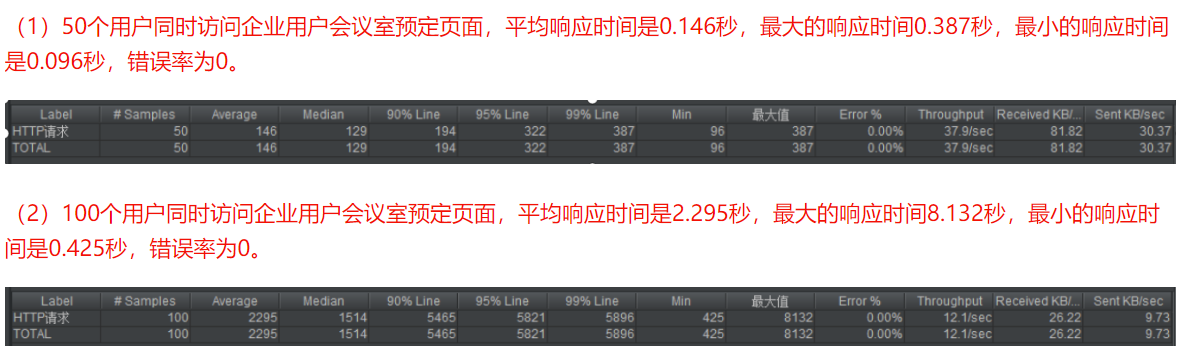 （1）50个用户同时访问企业用户会议室预定页面，平均响应时间是0.146秒，最大的响应时间0.387秒，最小的响应时间
是0.096秒，错误率为0。
Label # Samples Average Median 90% Line 95% Line 99% Line Min 最大值 Error % Throughput Received KB/... Sent KB/sec
HTTP请求 50 146 129 194 322 387 96 387 0.00% 37.9/sec 81.82 30.37
TOTAL 50 146 129 194 322 387 96 387 0.00% 37.9/sec 81.82 30.37
（2）100个用户同时访问企业用户会议室预定页面，平均响应时间是2.295秒，最大的响应时间8.132秒，最小的响应时
间是0.425秒，错误率为0。
Label # Samples Average Median 90% Line 95% Line 99% Line Min 最大值 Error % Throughput Received KB/... Sent KB/sec
HTTP请求 100 2295 1514 5465 5821 5896 425 8132 0.00% 12.1/sec 26.22 9.73
TOTAL 100 2295 1514 5465 5821 5896 425 8132 0.00% 12.1/sec 26.22 9.73